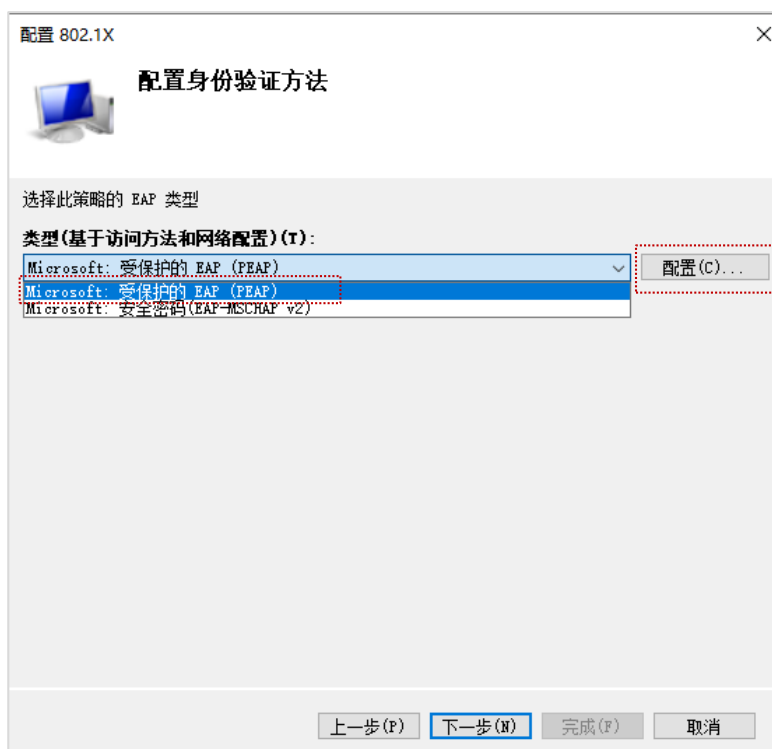 配置 802.1X
配置身份验证方法
选择此策略的 EAP 类型
类型(基于访问方法和网络配置)(T):
Microsoft: 受保护的 EAP (PEAP)
配置(C)...
Microsoft: 受保护的 EAP (PEAP)
Microsoft: 安全密码(EAP-MSCHAP v2)
上一步(P) 下一步(N) 完成(F) 取消